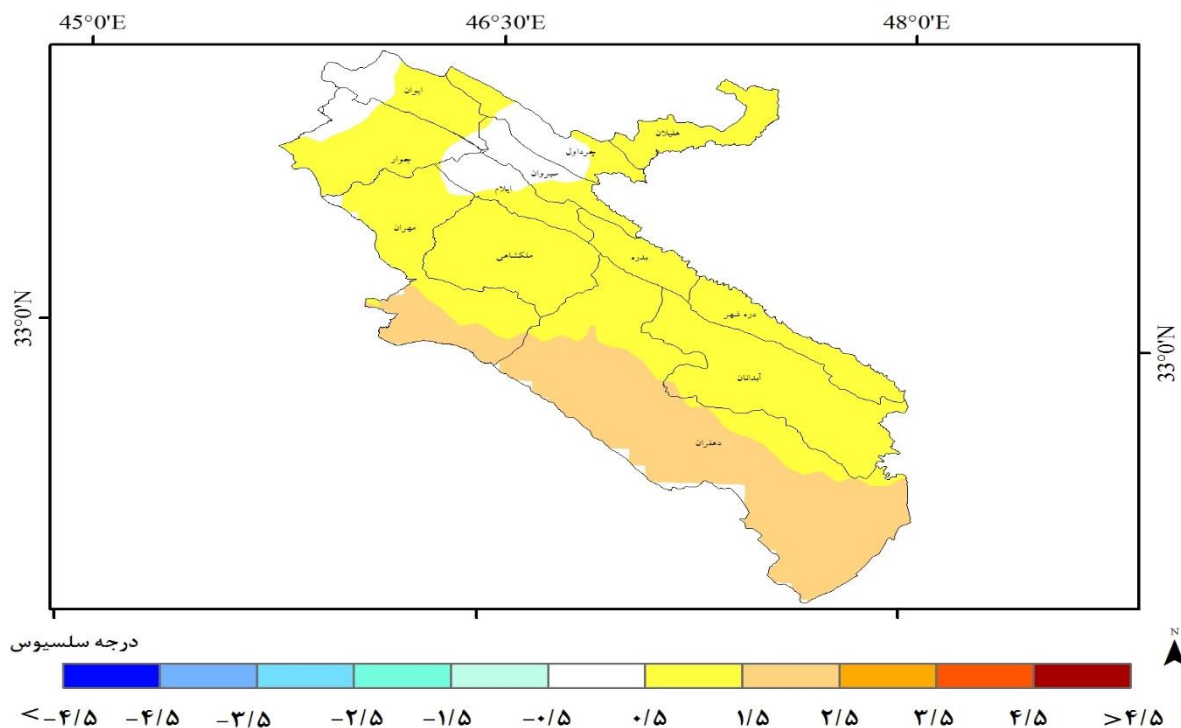 45°0'E 46°30'E 48°0'E
ایوان
هلیلان
چرداول
چوار
سیروان
ایلام
مهران
ملکشاهی
بدره
33°0'N
دره شهر
33°0'N
آبدانان
دهلران
درجه سلسیوس
N
< -۴/۵ -۴/۵ -۳/۵ -۲/۵ -۱/۵ -۰/۵ ۰/۵ ۱/۵ ۲/۵ ۳/۵ ۴/۵ >۴/۵